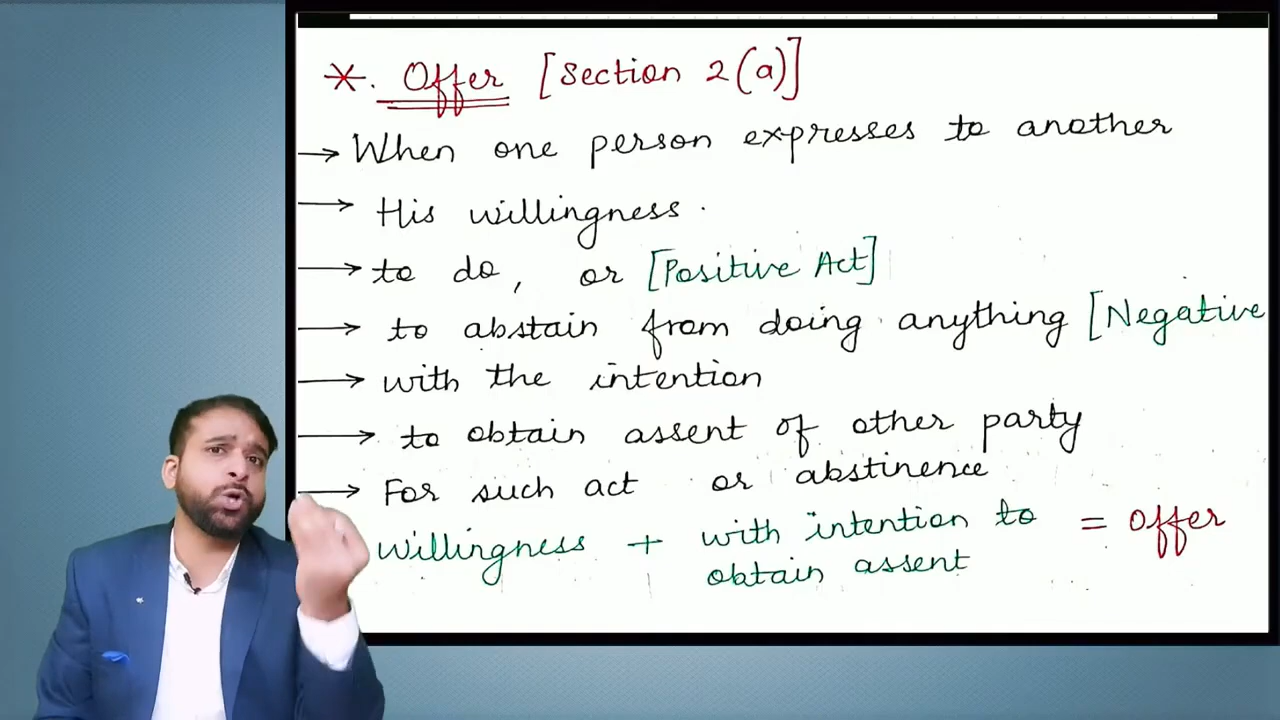 *. Offer [Section 2(a)]
→ When one person expresses to another
→ His willingness.
→ to do, or [Positive Act]
→ to abstain from doing anything [Negative
→ with the intention
→ to obtain assent of other party
→ For such act or abstinence
willingness + with intention to obtain assent = Offer